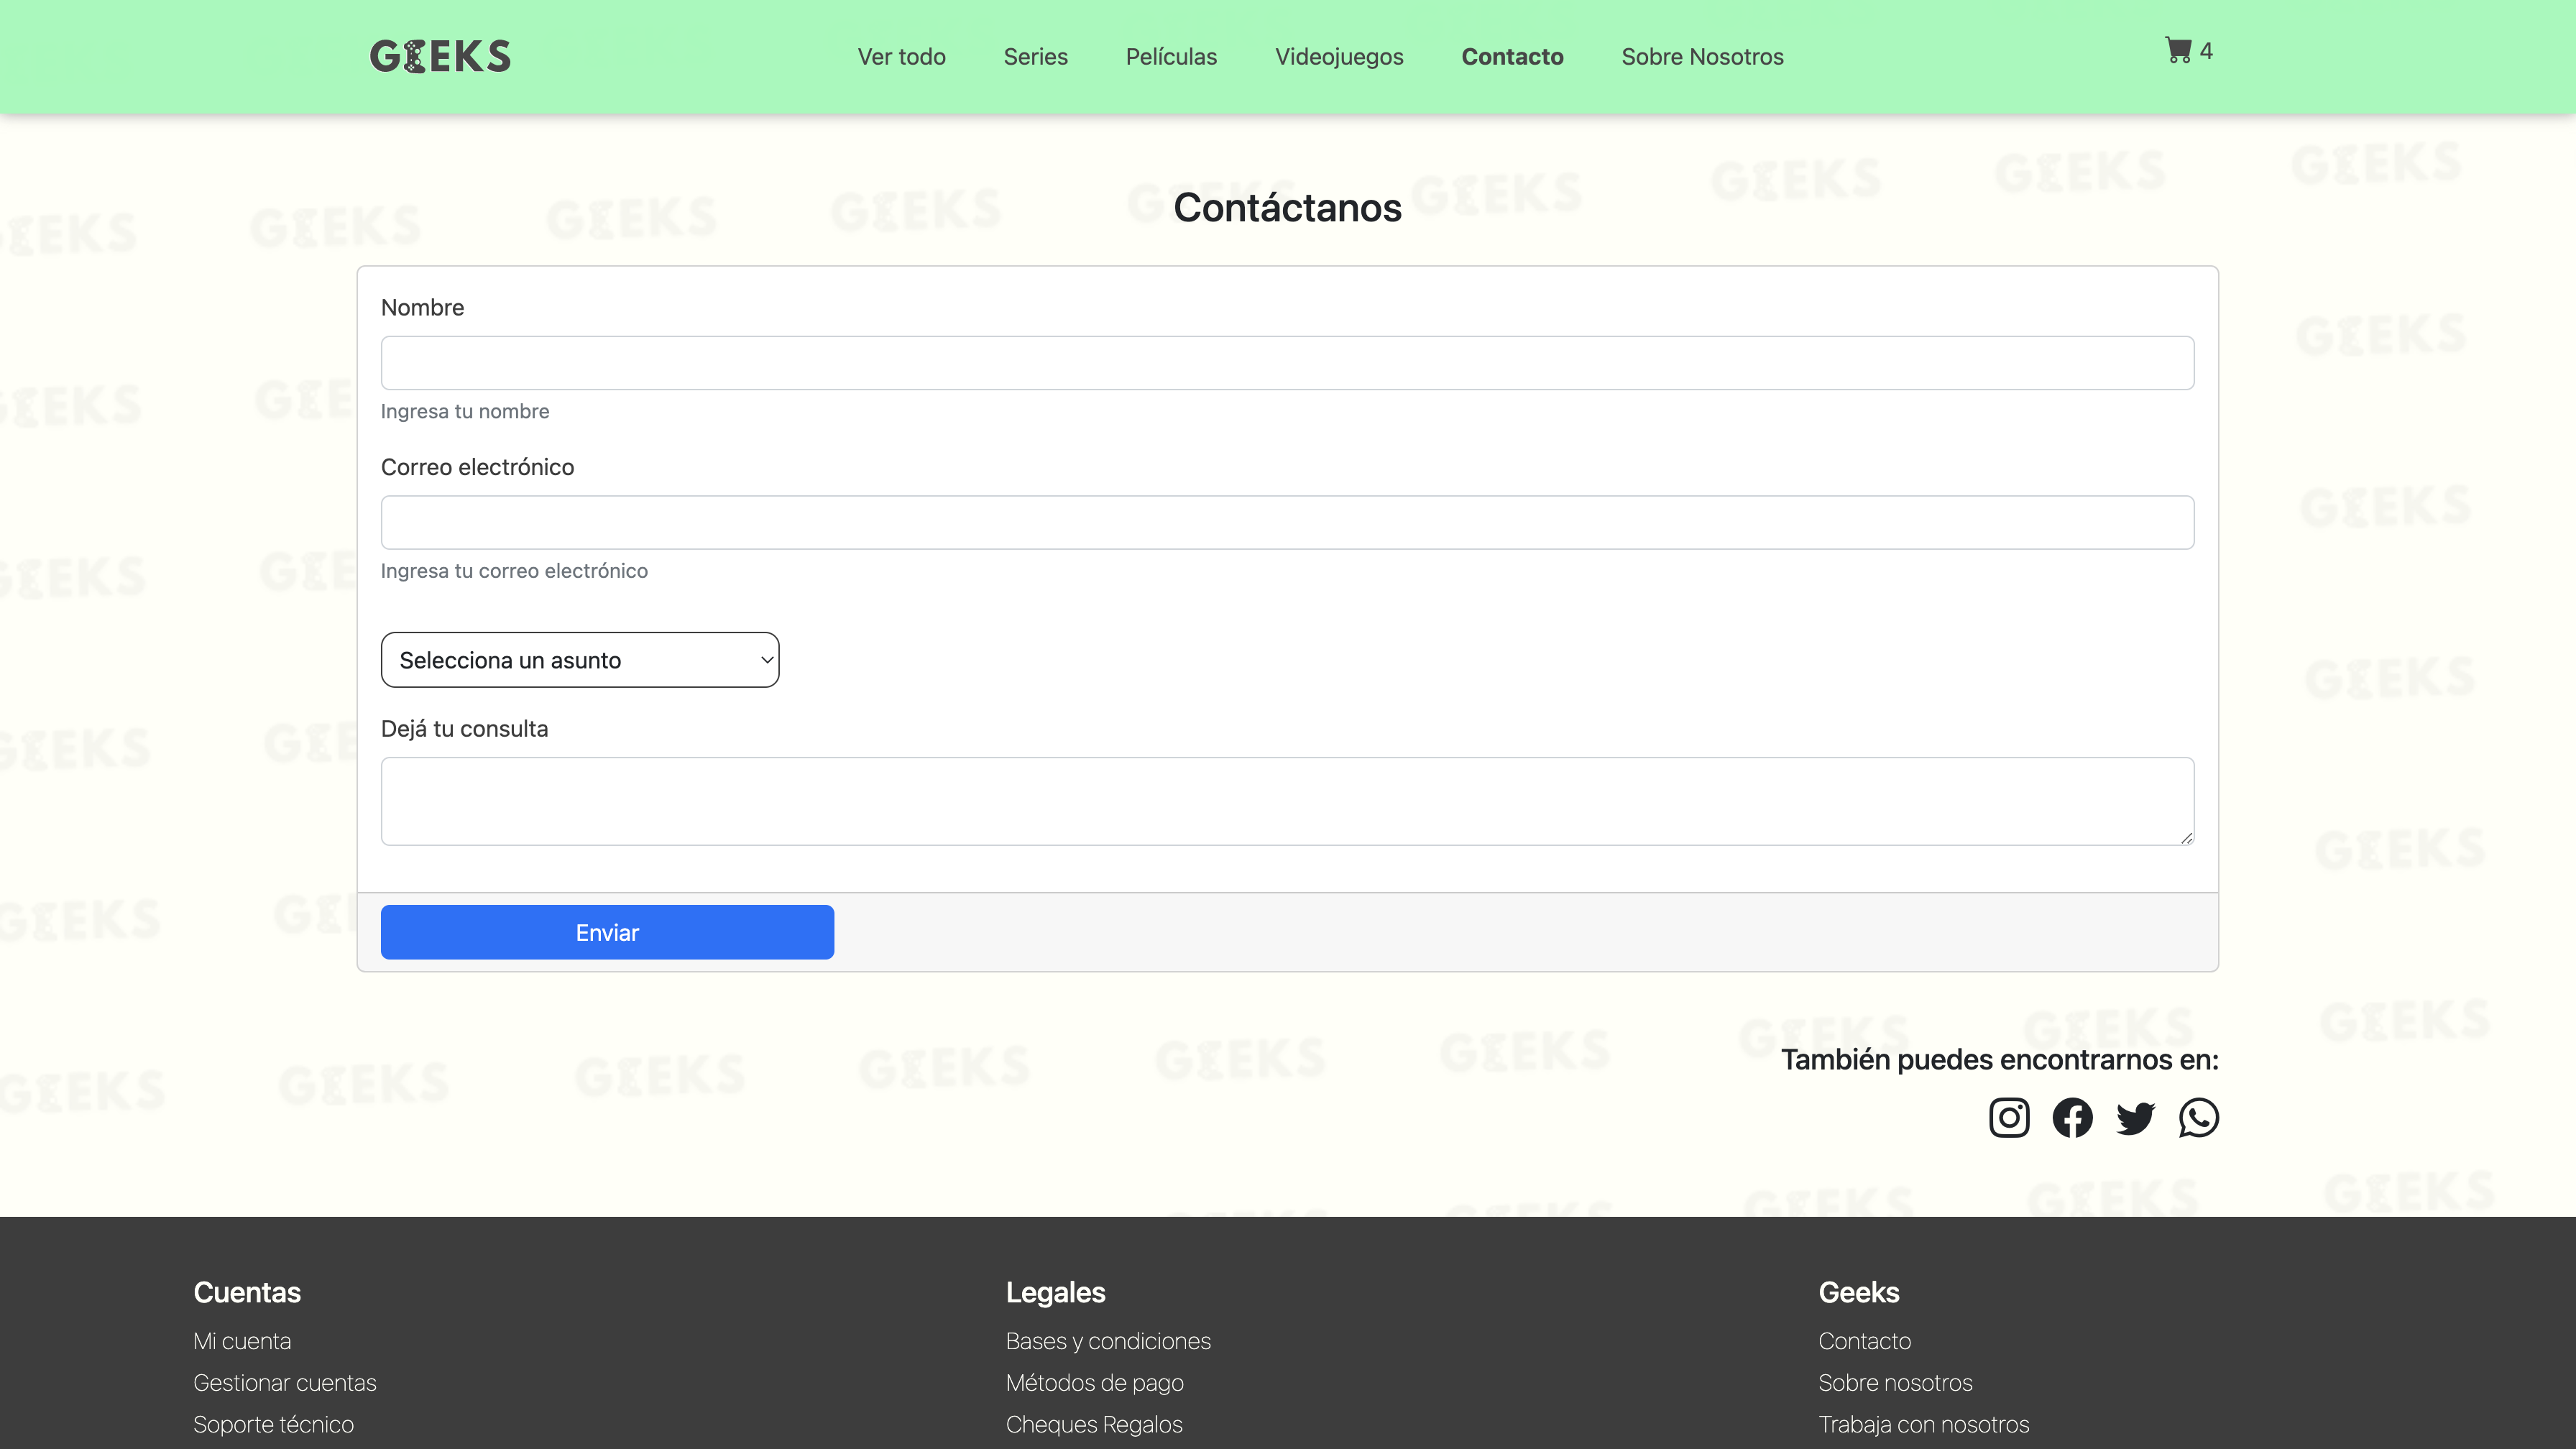 GEEKS
Ver todo Series Películas Videojuegos Contacto Sobre Nosotros 4
Contáctanos
Nombre
Ingresa tu nombre
Correo electrónico
Ingresa tu correo electrónico
Selecciona un asunto
Dejá tu consulta
Enviar
También puedes encontrarnos en:
Cuentas
Mi cuenta
Gestionar cuentas
Soporte técnico
Legales
Bases y condiciones
Métodos de pago
Cheques Regalos
Geeks
Contacto
Sobre nosotros
Trabaja con nosotros